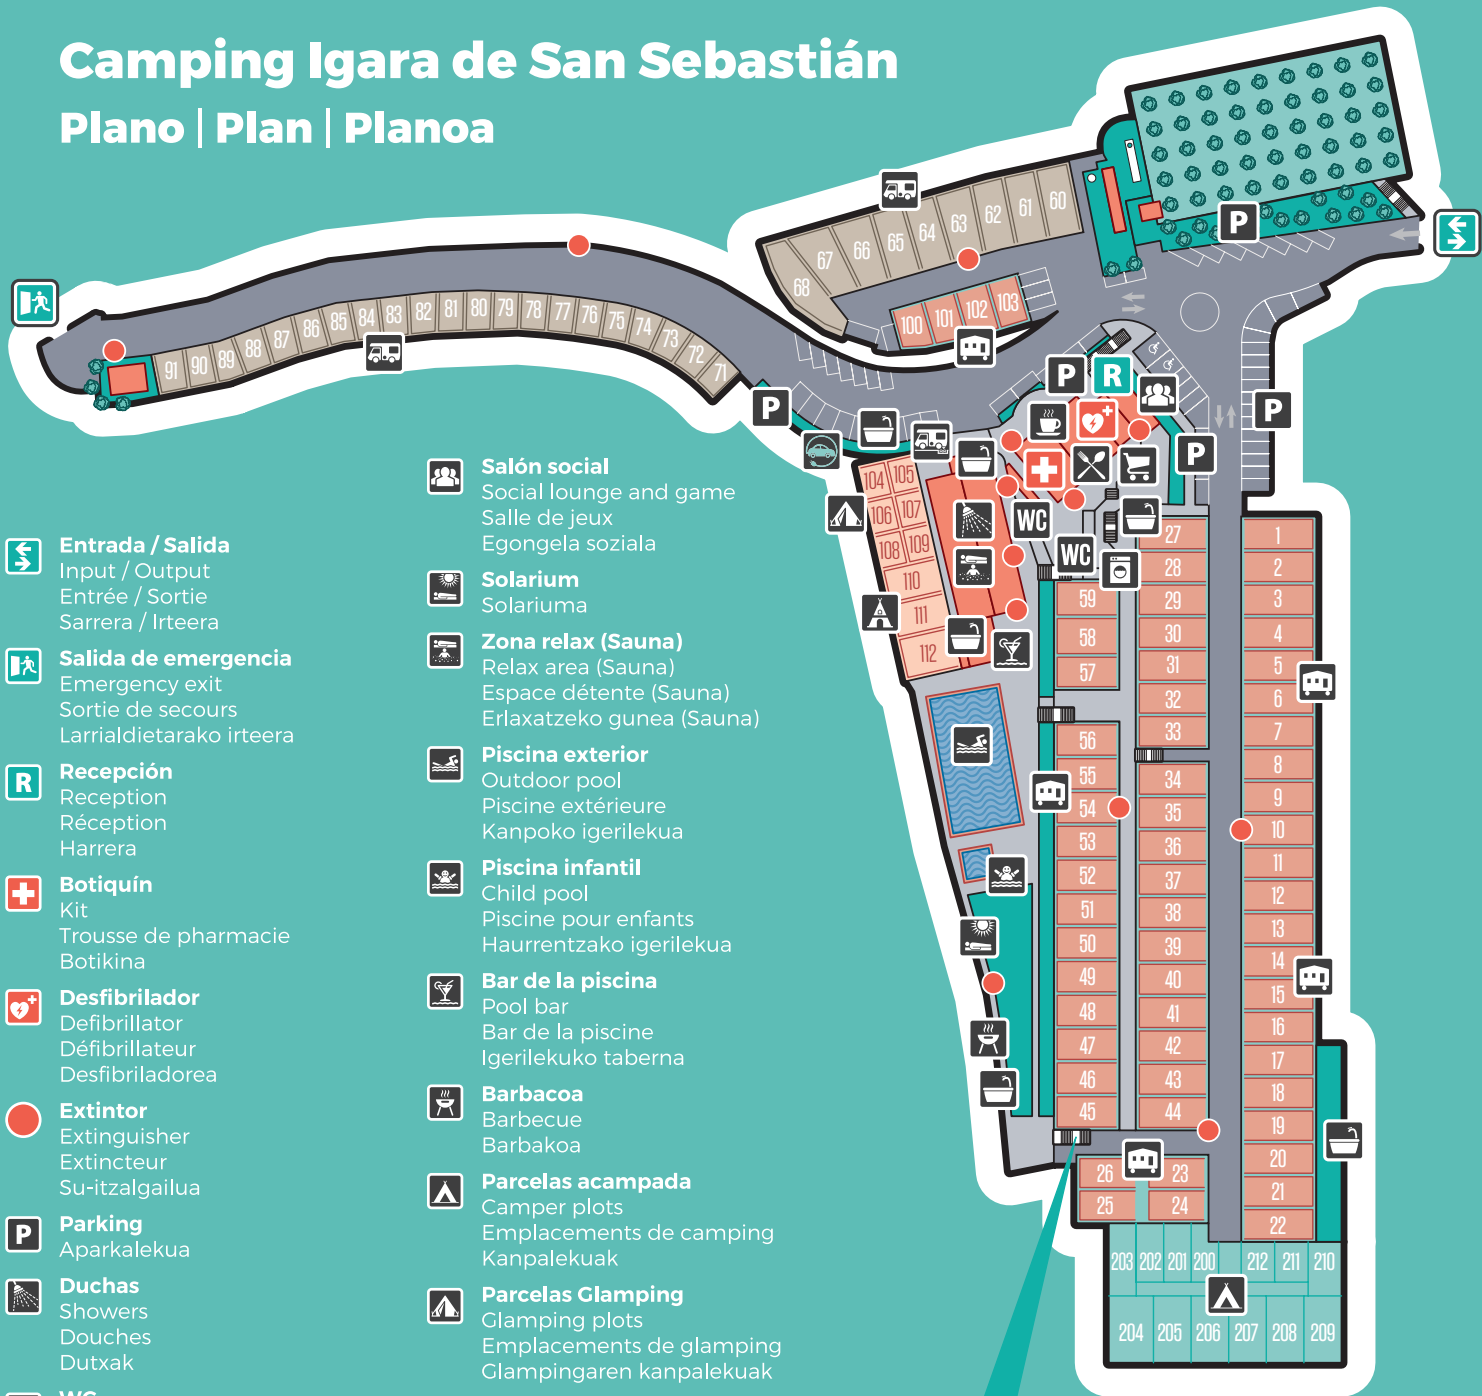 Camping Igara de San Sebastián
Plano | Plan | Planoa
Entrada / Salida
Input / Output
Entrée / Sortie
Sarrera / Irteera
Salida de emergencia
Emergency exit
Sortie de secours
Larrialdietarako irteera
R
Recepción
Reception
Réception
Harrera
Botiquín
Kit
Trousse de pharmacie
Botikina
Desfibrilador
Defibrillator
Défibrillateur
Desfibriladorea
Extintor
Extinguisher
Extincteur
Su-itzalgailua
P
Parking
Aparkalekua
Duchas
Showers
Douches
Dutxak
WC
Salón social
Social lounge and game
Salle de jeux
Egongela soziala
Solarium
Solariuma
Zona relax (Sauna)
Relax area (Sauna)
Espace détente (Sauna)
Erlaxatzeko gunea (Sauna)
Piscina exterior
Outdoor pool
Piscine extérieure
Kanpoko igerilekua
Piscina infantil
Child pool
Piscine pour enfants
Haurrentzako igerilekua
Bar de la piscina
Pool bar
Bar de la piscine
Igerilekuko taberna
Barbacoa
Barbecue
Barbakoa
Parcelas acampada
Camper plots
Emplacements de camping
Kanpalekuak
Parcelas Glamping
Glamping plots
Emplacements de glamping
Glampingaren kanpalekuak
68 67 66 65 64 63 62 61 60
100 101 102 103
91 90 89 88 87 86 85 84 83 82 81 80 79 78 77 76 75 74 73 72 71
P
P
P
R
P
P
WC
WC
104 105
106 107
108 109
110
111
112
59
58
57
56
55
54
53
52
51
50
49
48
47
46
45
27
28
29
30
31
32
33
34
35
36
37
38
39
40
41
42
43
44
1
2
3
4
5
6
7
8
9
10
11
12
13
14
15
16
17
18
19
20
21
22
26 23
25 24
203 202 201 200 212 211 210
204 205 206 207 208 209